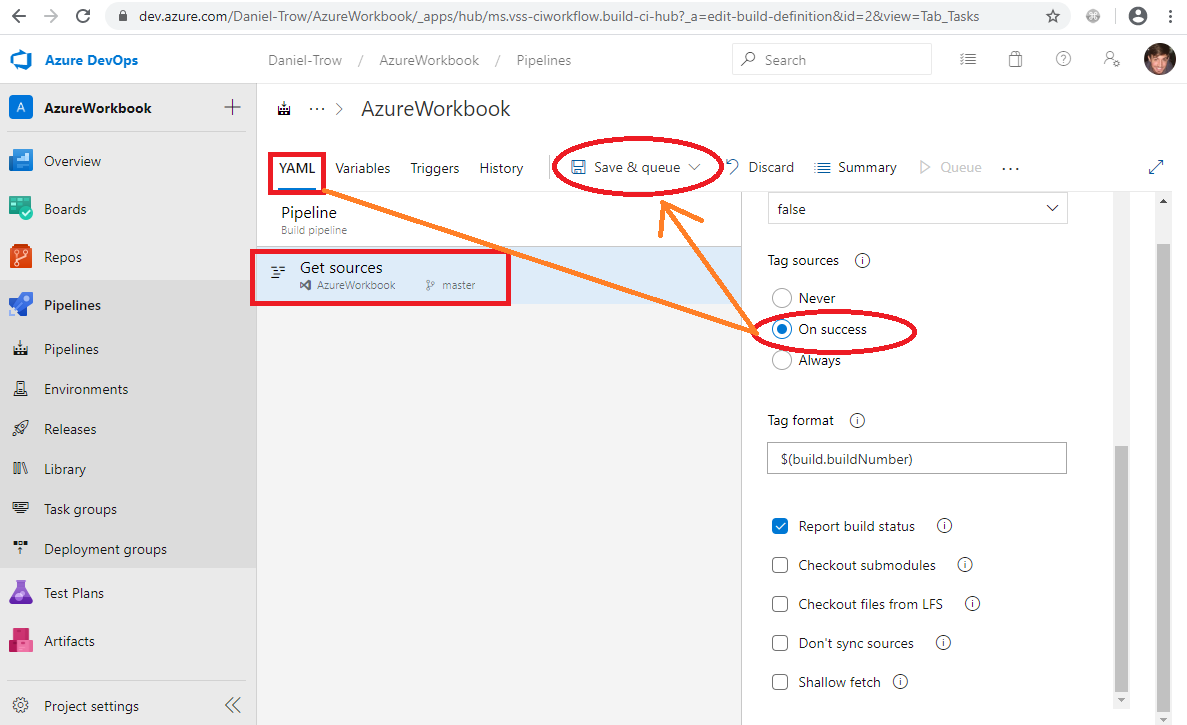 dev.azure.com/Daniel-Trow/AzureWorkbook/_apps/hub/ms.vss-ciworkflow.build-ci-hub?_a=edit-build-definition&id=2&view=Tab_Tasks
Azure DevOps
Daniel-Trow / AzureWorkbook / Pipelines
Search
A AzureWorkbook
Overview
Boards
Repos
Pipelines
Pipelines
Environments
Releases
Library
Task groups
Deployment groups
Test Plans
Artifacts
Project settings
... > AzureWorkbook
YAML Variables Triggers History Save & queue Discard Summary Queue ...
Pipeline
Build pipeline
Get sources
AzureWorkbook master
false
Tag sources
Never
On success
Always
Tag format
$(build.buildNumber)
Report build status
Checkout submodules
Checkout files from LFS
Don't sync sources
Shallow fetch